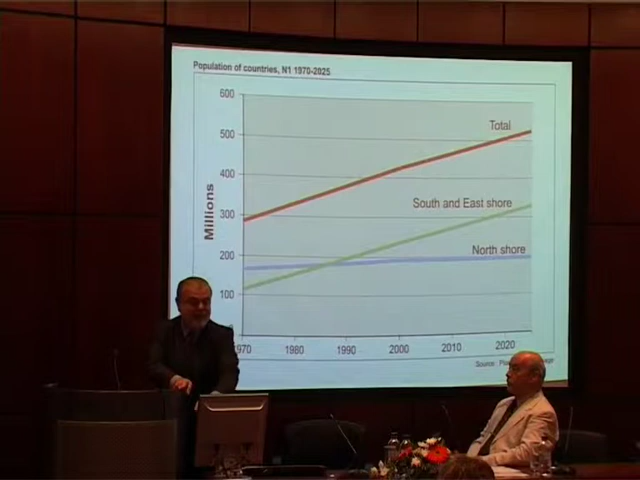 Population of countries, N1 1970-2025
600
500
400
300
200
100
Millions
Total
South and East shore
North shore
970
1980
1990
2000
2010
2020
Source